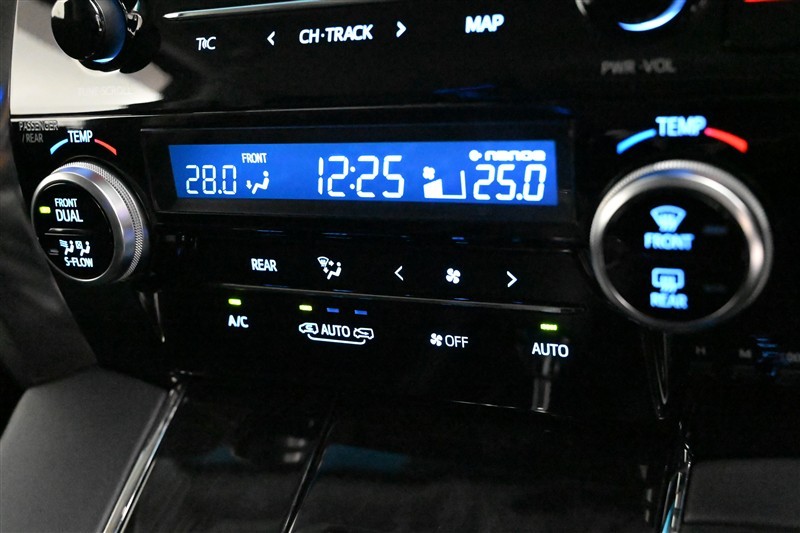 TC
CH·TRACK
MAP
PWR·VOL
PASSENGER
/ REAR
TEMP
FRONT
28.0
12:25
nanoe
25.0
TEMP
FRONT
DUAL
S-FLOW
FRONT
REAR
REAR
A/C
AUTO
OFF
AUTO
H
M